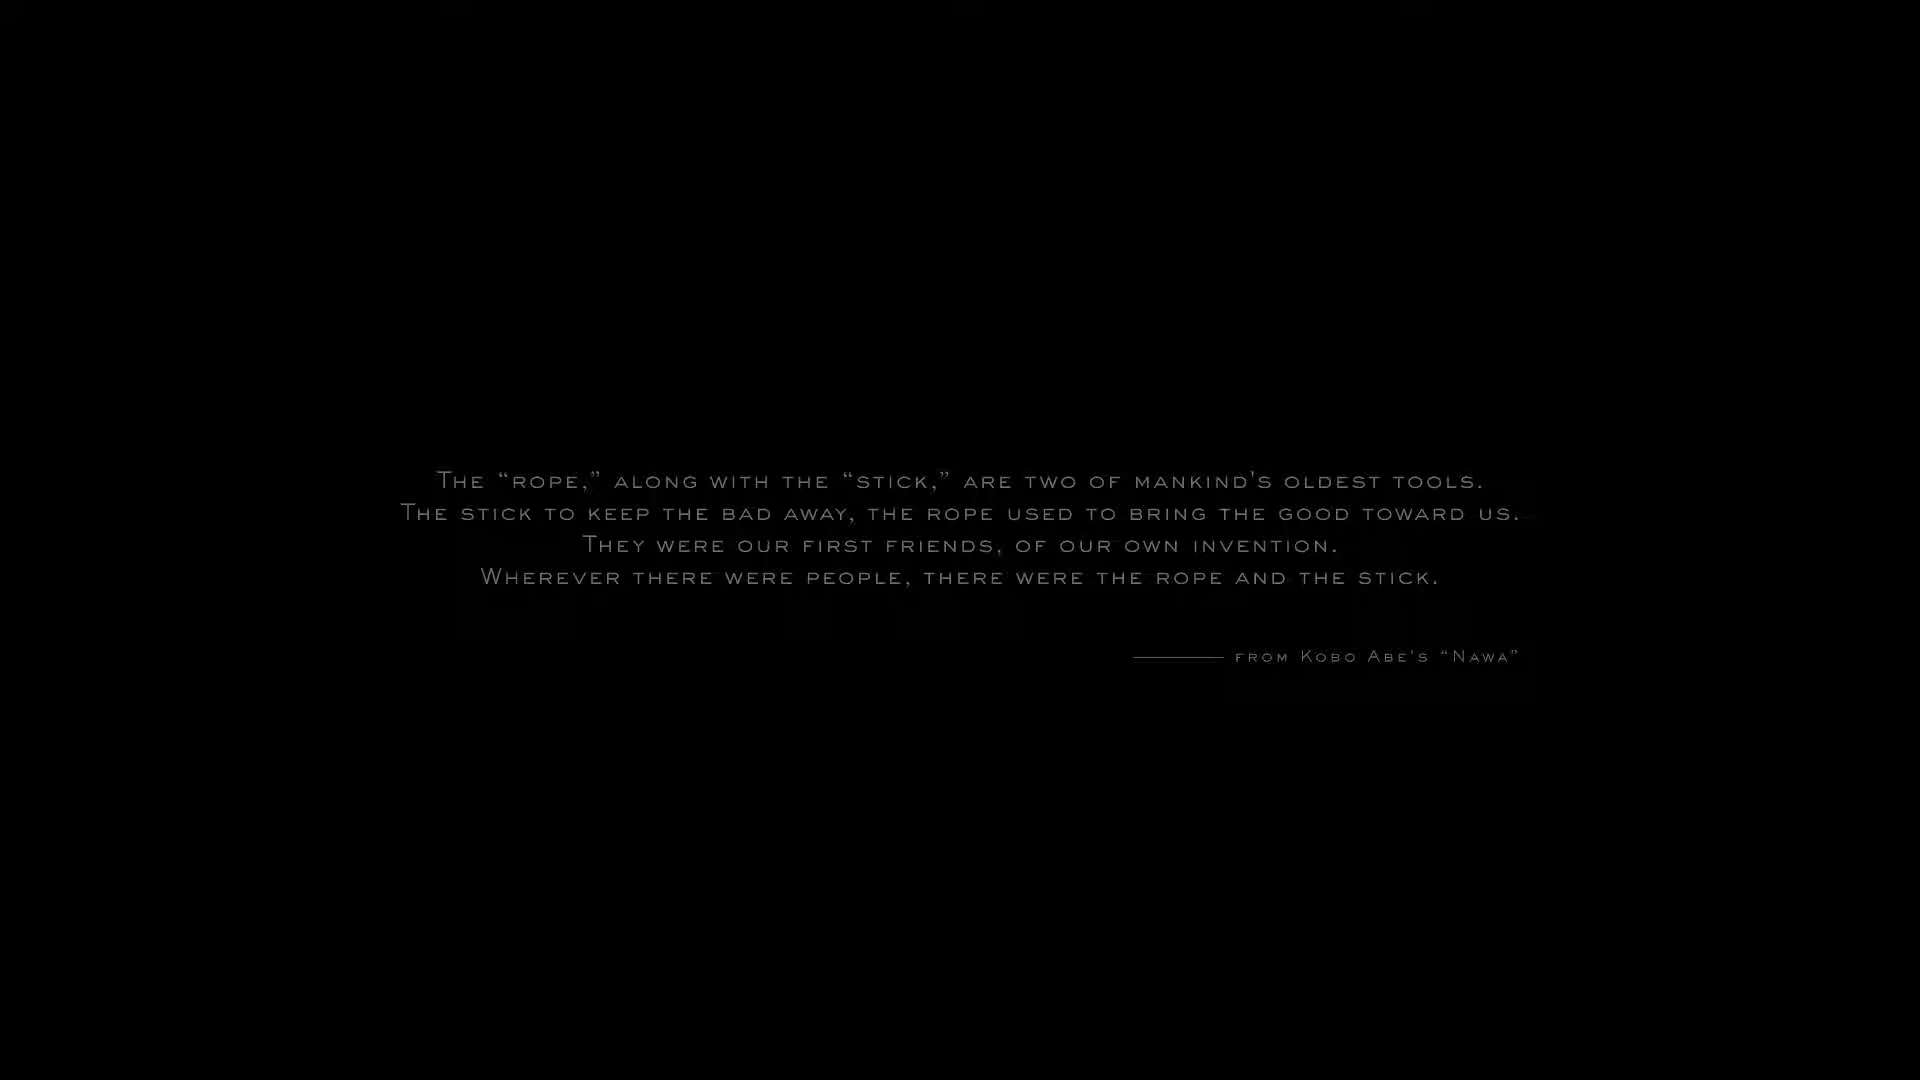 The “rope,” along with the “stick,” are two of mankind's oldest tools.
The stick to keep the bad away, the rope used to bring the good toward us.
They were our first friends, of our own invention.
Wherever there were people, there were the rope and the stick.
from Kobo Abe's “Nawa”